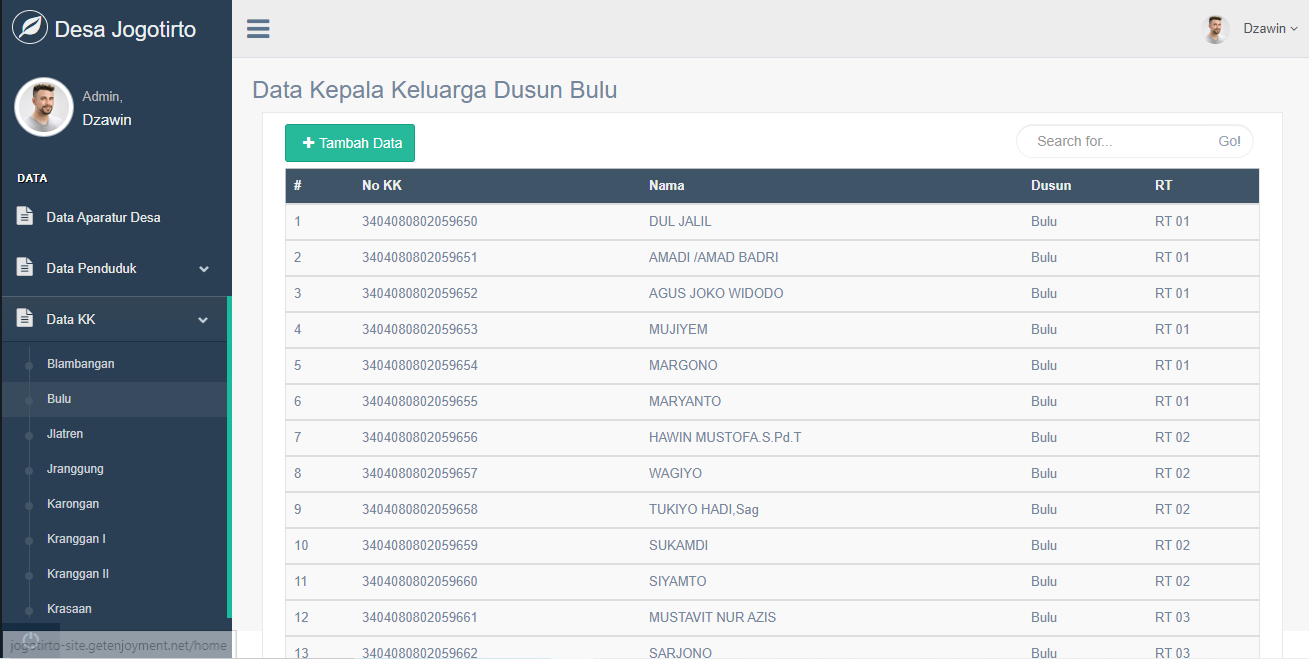 Desa Jogotirto
Dzawin
Admin,
Dzawin
DATA
Data Aparatur Desa
Data Penduduk
Data KK
Blambangan
Bulu
Jlatren
Jranggung
Karongan
Kranggan I
Kranggan II
Krasaan
jogotirto-site.getenjoyment.net/home
Data Kepala Keluarga Dusun Bulu
Tambah Data
Search for... Go!
# No KK Nama Dusun RT
1 3404080802059650 DUL JALIL Bulu RT 01
2 3404080802059651 AMADI /AMAD BADRI Bulu RT 01
3 3404080802059652 AGUS JOKO WIDODO Bulu RT 01
4 3404080802059653 MUJIYEM Bulu RT 01
5 3404080802059654 MARGONO Bulu RT 01
6 3404080802059655 MARYANTO Bulu RT 01
7 3404080802059656 HAWIN MUSTOFA.S.Pd.T Bulu RT 02
8 3404080802059657 WAGIYO Bulu RT 02
9 3404080802059658 TUKIYO HADI,Sag Bulu RT 02
10 3404080802059659 SUKAMDI Bulu RT 02
11 3404080802059660 SIYAMTO Bulu RT 02
12 3404080802059661 MUSTAVIT NUR AZIS Bulu RT 03
13 3404080802059662 SARJONO Bulu RT 03